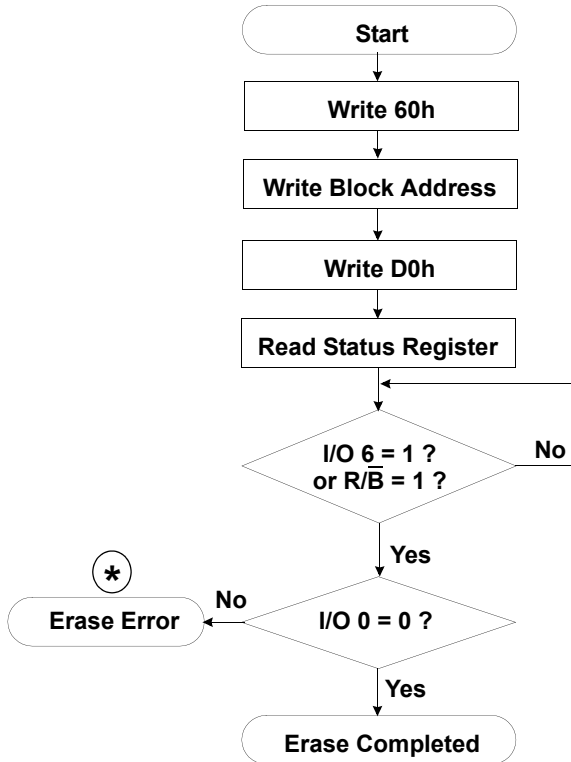 Start
Write 60h
Write Block Address
Write D0h
Read Status Register
I/O 6 = 1 ?
or R/B̅ = 1 ?
No
Yes
*
Erase Error
No
I/O 0 = 0 ?
Yes
Erase Completed